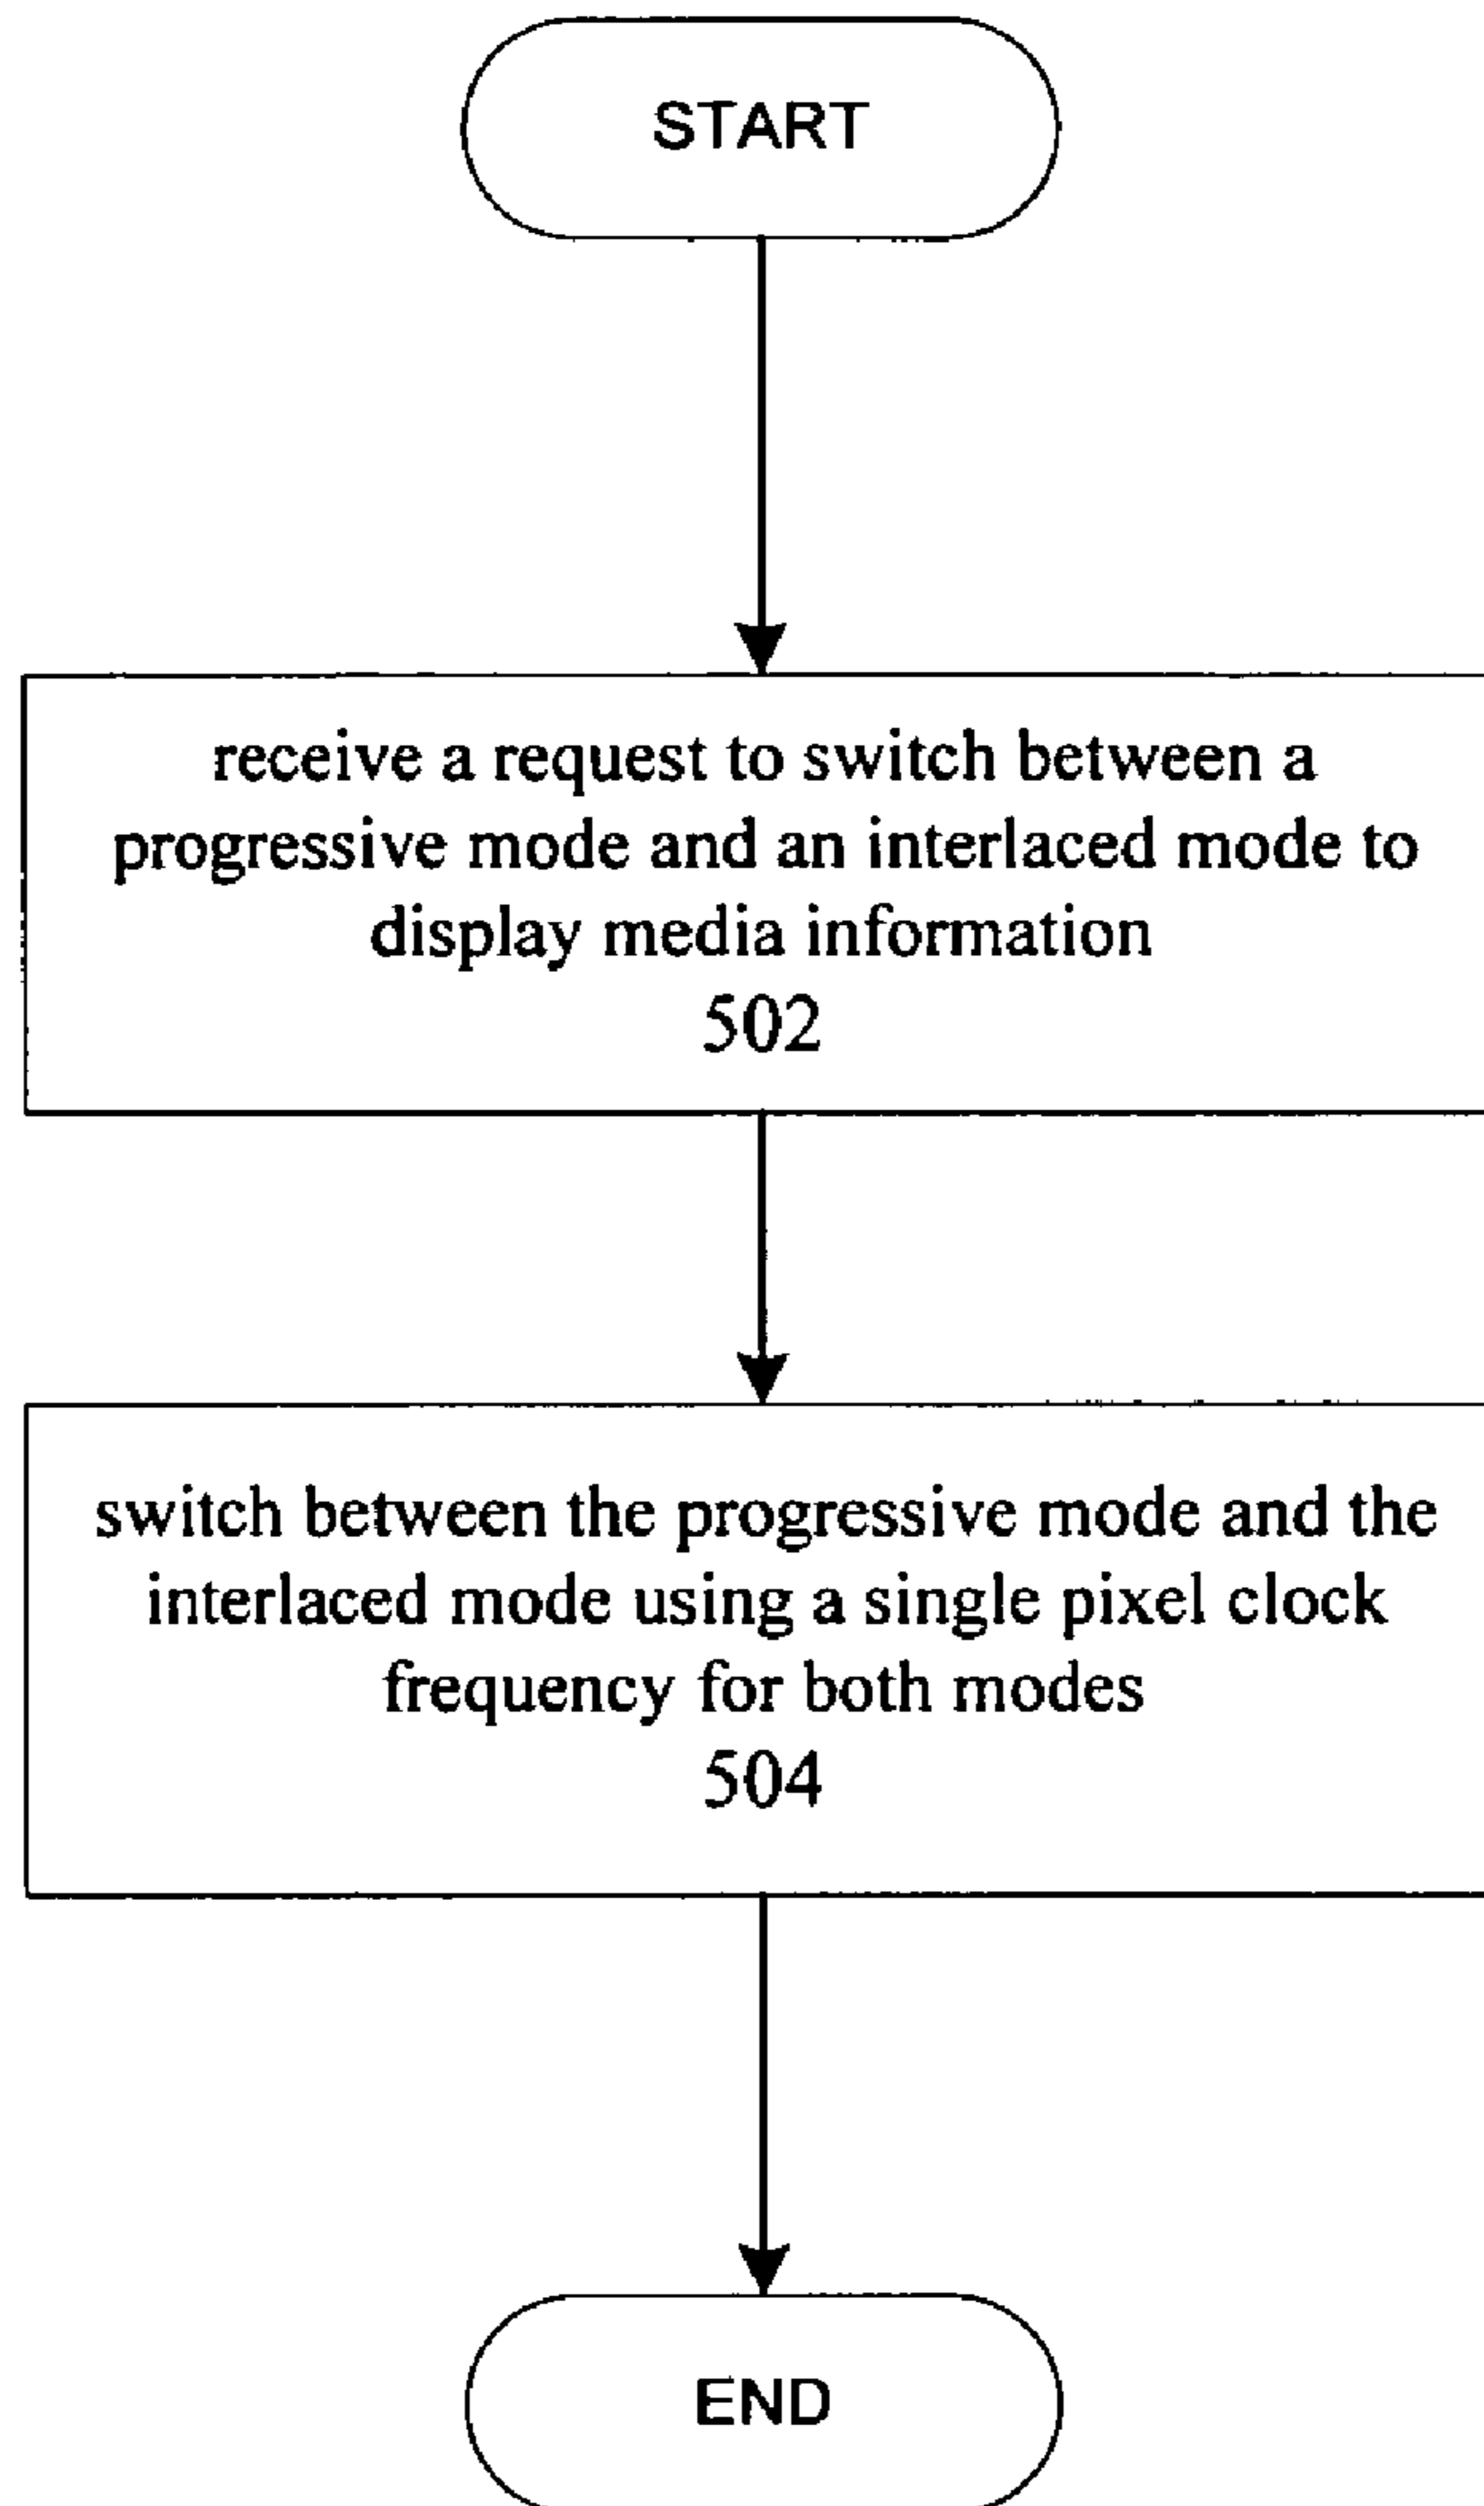 START
receive a request to switch between a
progressive mode and an interlaced mode to
display media information
502
switch between the progressive mode and the
interlaced mode using a single pixel clock
frequency for both modes
504
END